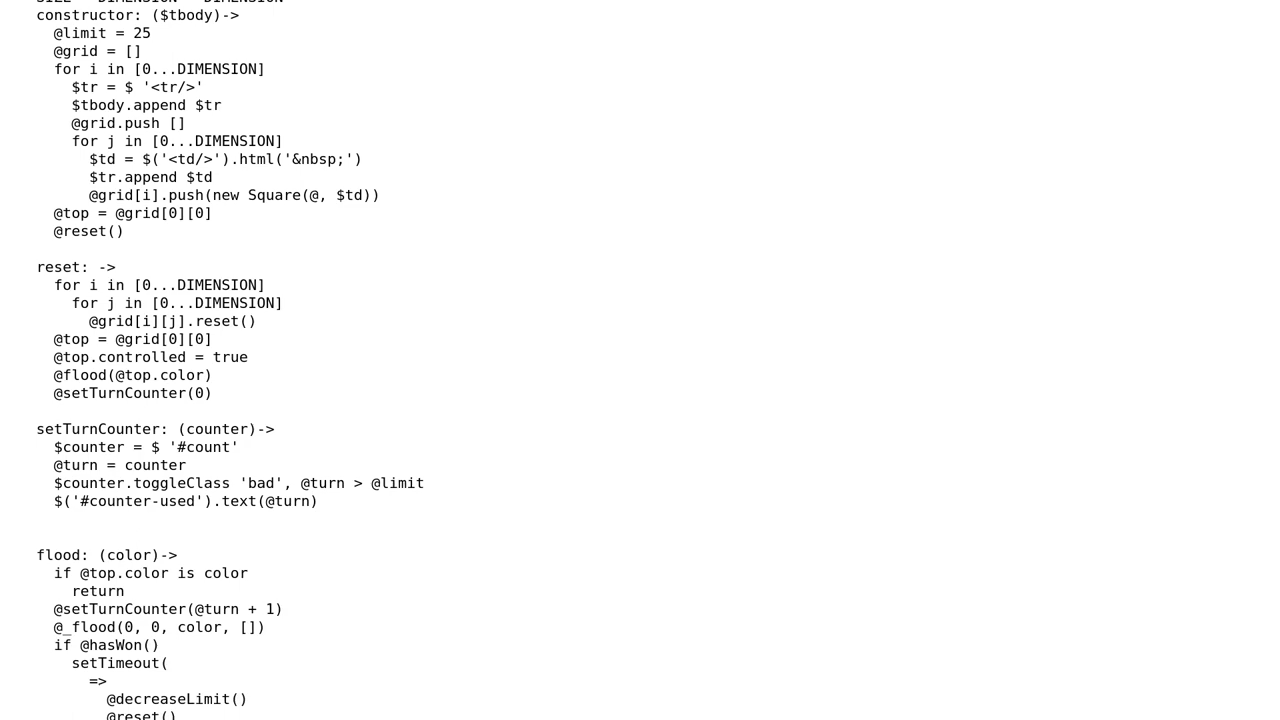 constructor: ($tbody)->
@limit = 25
@grid = []
for i in [0...DIMENSION]
$tr = $ '<tr/>'
$tbody.append $tr
@grid.push []
for j in [0...DIMENSION]
$td = $('<td/>').html('&nbsp;')
$tr.append $td
@grid[i].push(new Square(@, $td))
@top = @grid[0][0]
@reset()
reset: ->
for i in [0...DIMENSION]
for j in [0...DIMENSION]
@grid[i][j].reset()
@top = @grid[0][0]
@top.controlled = true
@flood(@top.color)
@setTurnCounter(0)
setTurnCounter: (counter)->
$counter = $ '#count'
@turn = counter
$counter.toggleClass 'bad', @turn > @limit
$('#counter-used').text(@turn)
flood: (color)->
if @top.color is color
return
@setTurnCounter(@turn + 1)
@_flood(0, 0, color, [])
if @hasWon()
setTimeout(
=>
@decreaseLimit()
@reset()